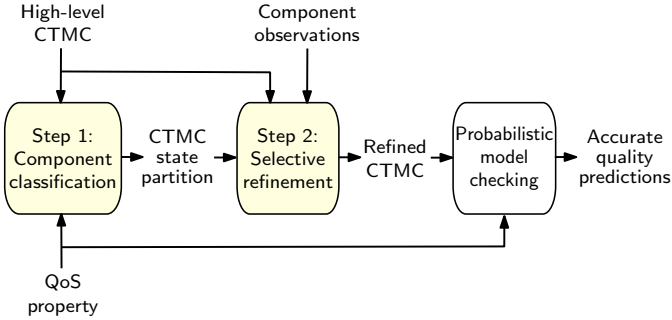 High-level
CTMC
Component
observations
Step 1:
Component
classification
CTMC
state
partition
Step 2:
Selective
refinement
Refined
CTMC
Probabilistic
model
checking
Accurate
quality
predictions
QoS
property